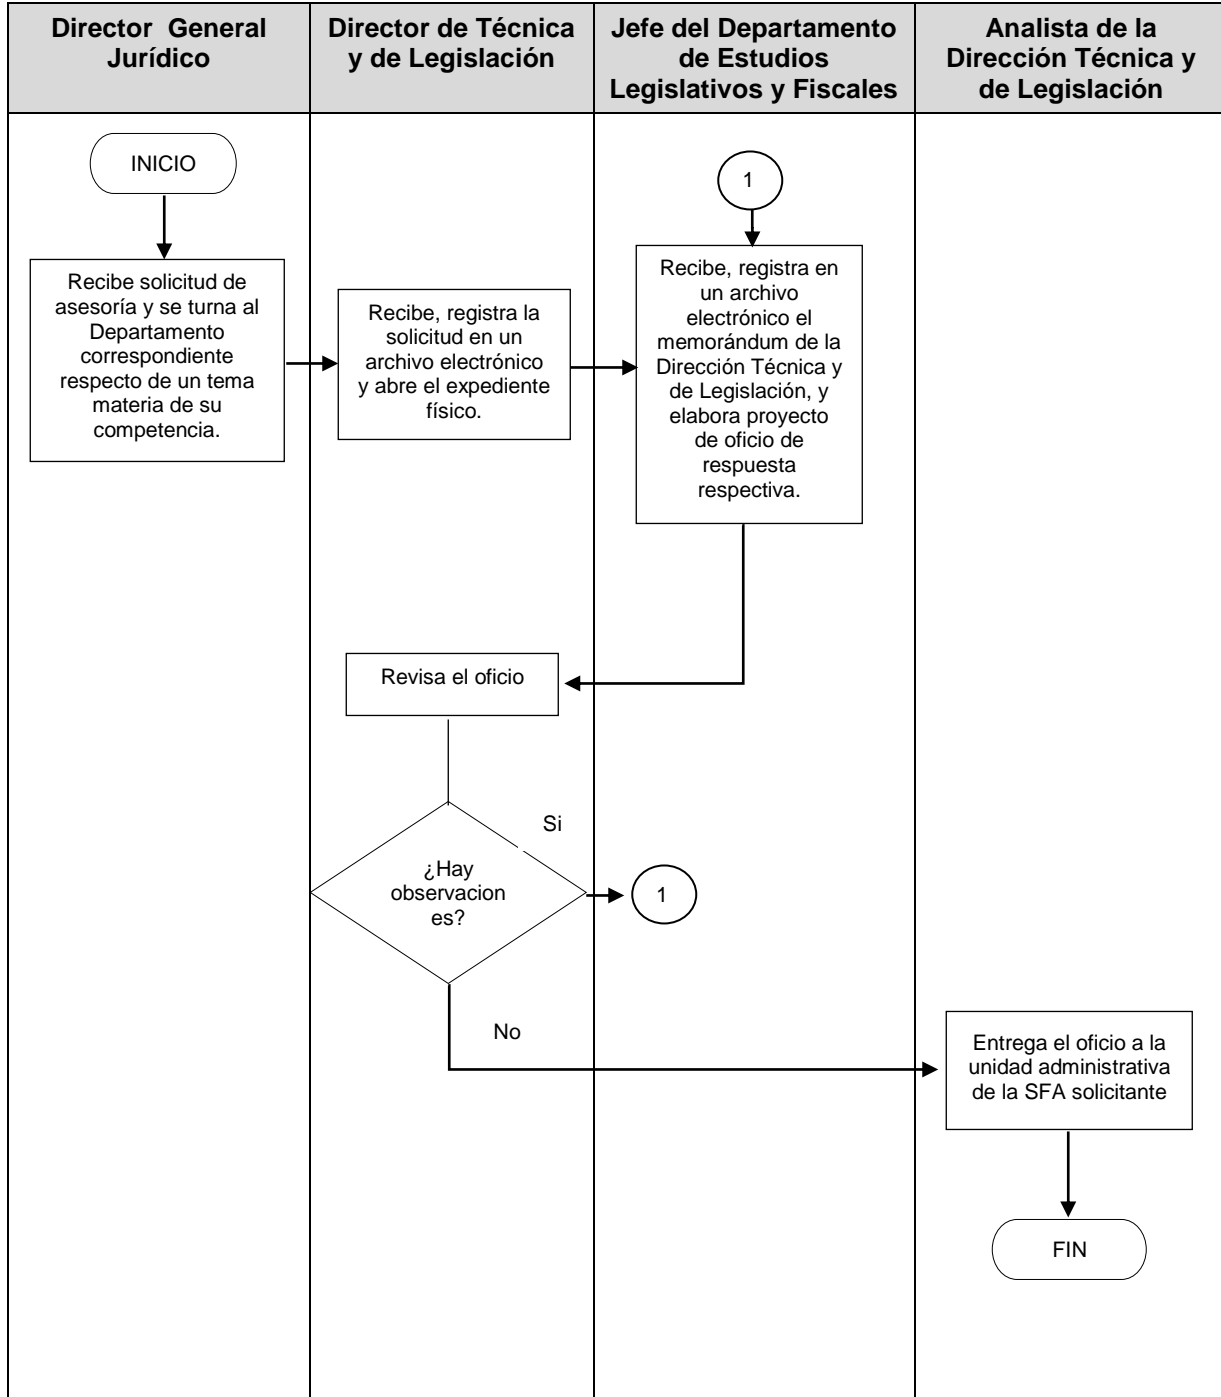 Director General
Jurídico
Director de Técnica
y de Legislación
Jefe del Departamento
de Estudios
Legislativos y Fiscales
Analista de la
Dirección Técnica y
de Legislación
INICIO
1
Recibe solicitud de
asesoría y se turna al
Departamento
correspondiente
respecto de un tema
materia de su
competencia.
Recibe, registra la
solicitud en un
archivo electrónico
y abre el expediente
físico.
Recibe, registra en
un archivo
electrónico el
memorándum de la
Dirección Técnica y
de Legislación, y
elabora proyecto
de oficio de
respuesta
respectiva.
Revisa el oficio
Si
¿Hay
observacion
es?
1
No
Entrega el oficio a la
unidad administrativa
de la SFA solicitante
FIN